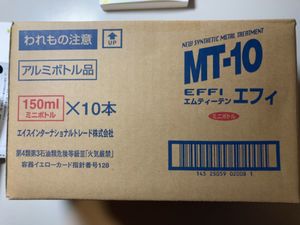 われもの注意
UP
アルミボトル品
150ml
ミニボトル
×10本
エイスインターナショナルトレード株式会社
第4類第3石油類危険等級Ⅲ「火気厳禁」
容器イエローカード指針番号128
NEW SYNTHETIC METAL TREATMENT
MT-10
EFFI
エムティーテン エフィ
ミニボトル